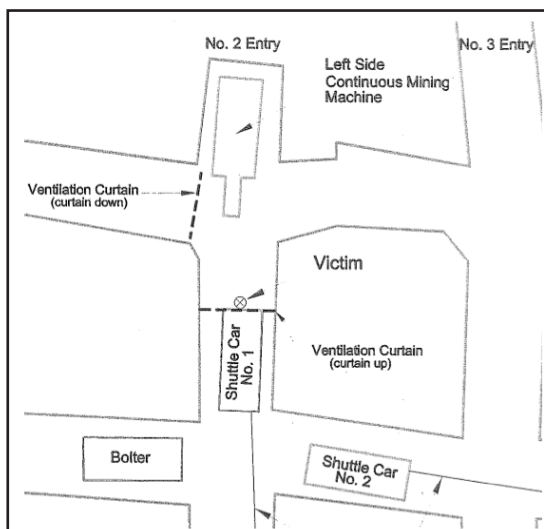 No. 2 Entry
No. 3 Entry
Left Side
Continuous Mining
Machine
Ventilation Curtain
(curtain down)
Victim
Ventilation Curtain
(curtain up)
Shuttle Car
No. 1
Bolter
Shuttle Car
No. 2